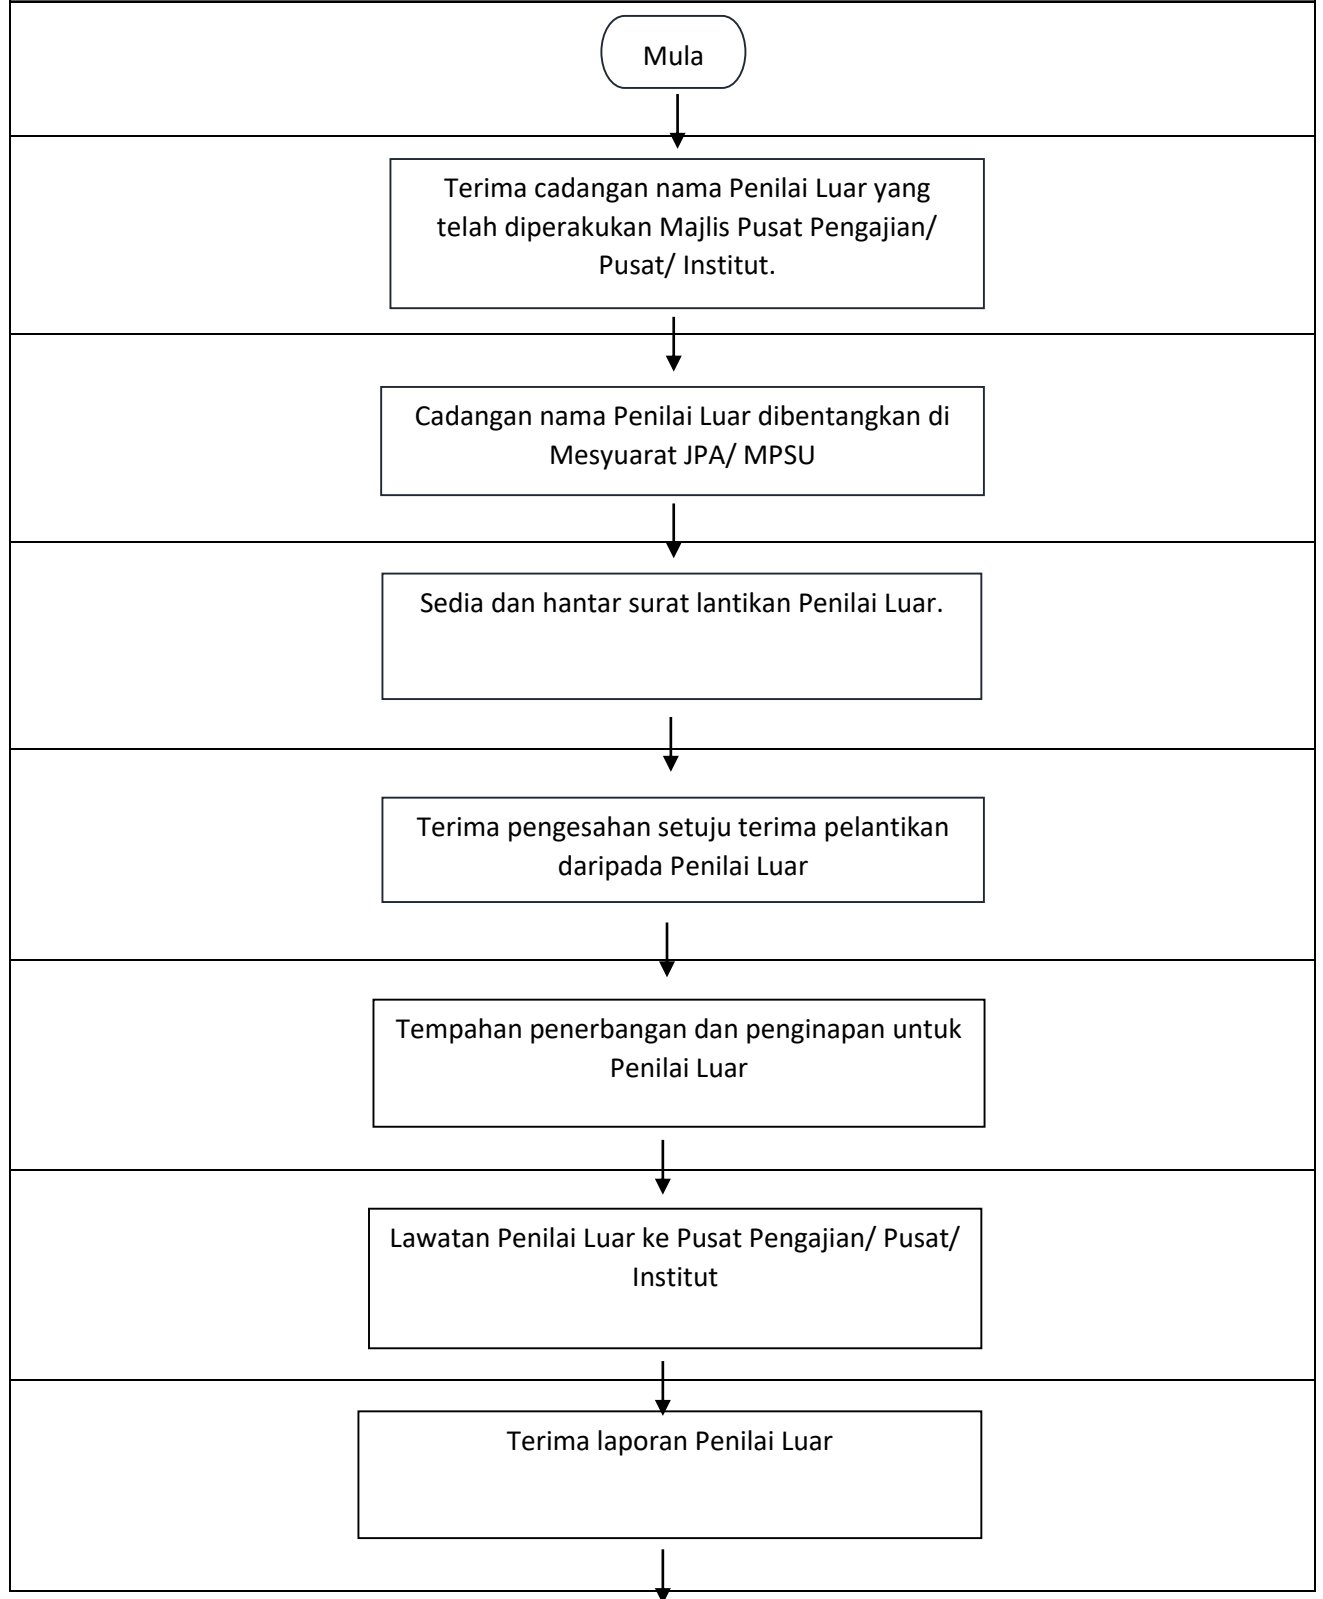 Mula
Terima cadangan nama Penilai Luar yang
telah diperakukan Majlis Pusat Pengajian/
Pusat/ Institut.
Cadangan nama Penilai Luar dibentangkan di
Mesyuarat JPA/ MPSU
Sedia dan hantar surat lantikan Penilai Luar.
Terima pengesahan setuju terima pelantikan
daripada Penilai Luar
Tempahan penerbangan dan penginapan untuk
Penilai Luar
Lawatan Penilai Luar ke Pusat Pengajian/ Pusat/
Institut
Terima laporan Penilai Luar